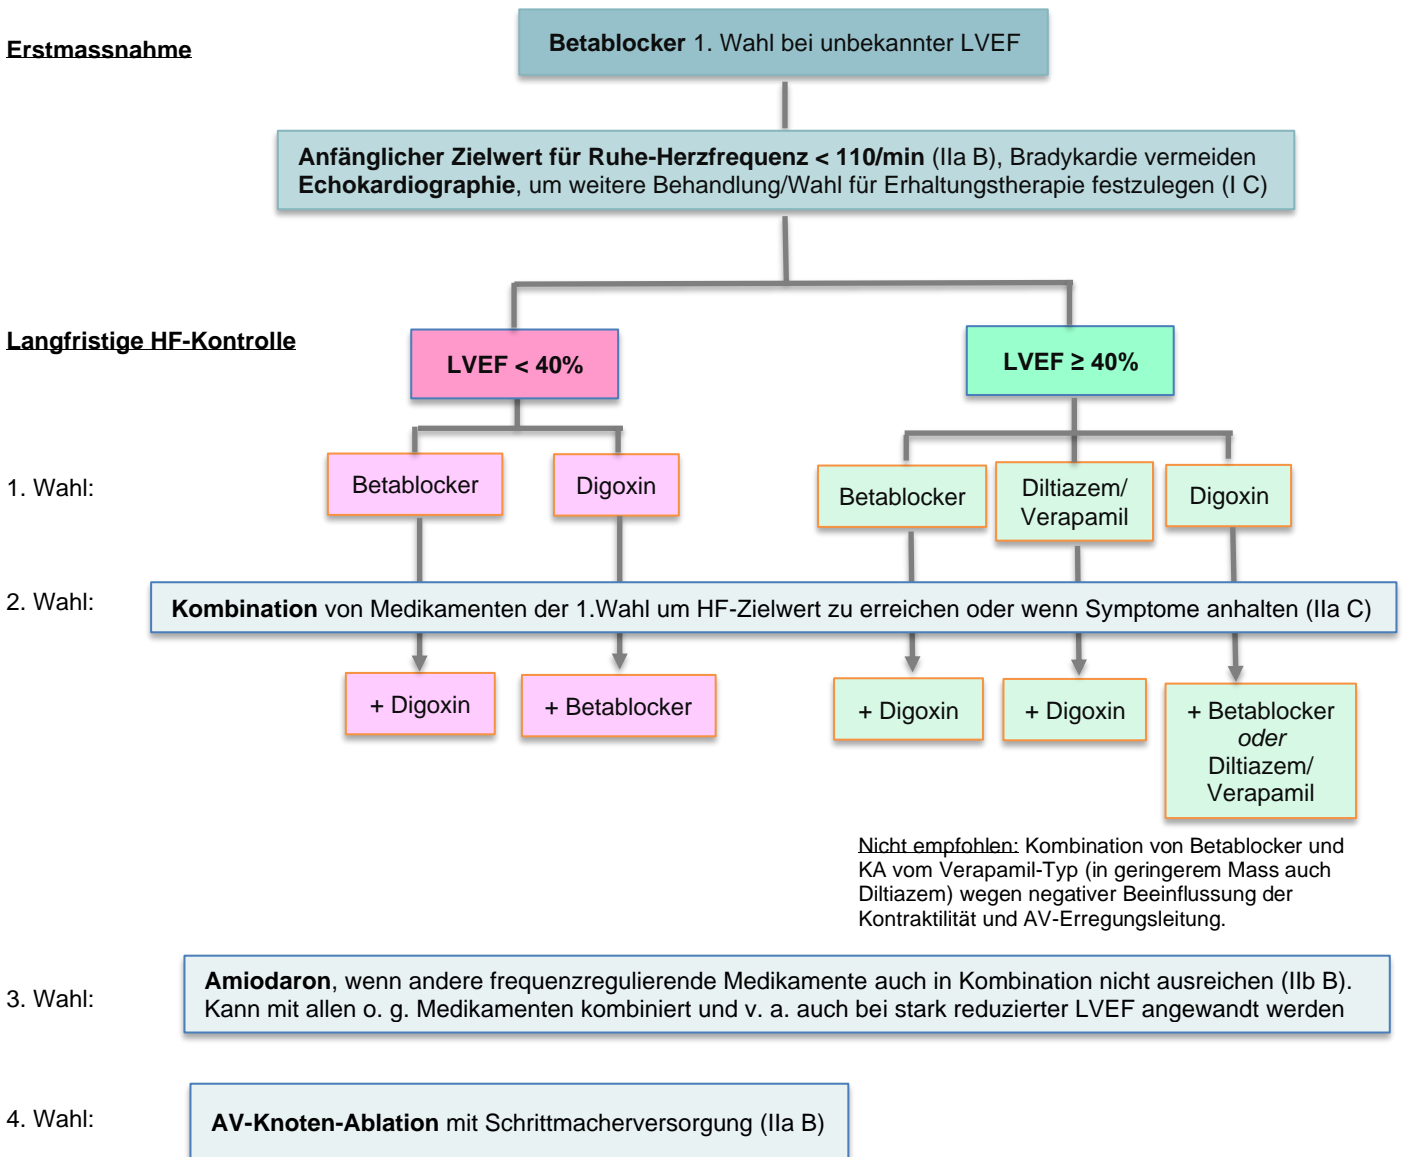 Erstmassnahme
Betablocker 1. Wahl bei unbekannter LVEF
Anfänglicher Zielwert für Ruhe-Herzfrequenz < 110/min (IIa B), Bradykardie vermeiden
Echokardiographie, um weitere Behandlung/Wahl für Erhaltungstherapie festzulegen (I C)
Langfristige HF-Kontrolle
LVEF < 40%
LVEF ≥ 40%
1. Wahl:
Betablocker
Digoxin
Betablocker
Diltiazem/
Verapamil
Digoxin
2. Wahl:
Kombination von Medikamenten der 1.Wahl um HF-Zielwert zu erreichen oder wenn Symptome anhalten (IIa C)
+ Digoxin
+ Betablocker
+ Digoxin
+ Digoxin
+ Betablocker
oder
Diltiazem/
Verapamil
Nicht empfohlen: Kombination von Betablocker und
KA vom Verapamil-Typ (in geringerem Mass auch
Diltiazem) wegen negativer Beeinflussung der
Kontraktilität und AV-Erregungsleitung.
3. Wahl:
Amiodaron, wenn andere frequenzregulierende Medikamente auch in Kombination nicht ausreichen (IIb B).
Kann mit allen o. g. Medikamenten kombiniert und v. a. auch bei stark reduzierter LVEF angewandt werden
4. Wahl:
AV-Knoten-Ablation mit Schrittmacherversorgung (IIa B)